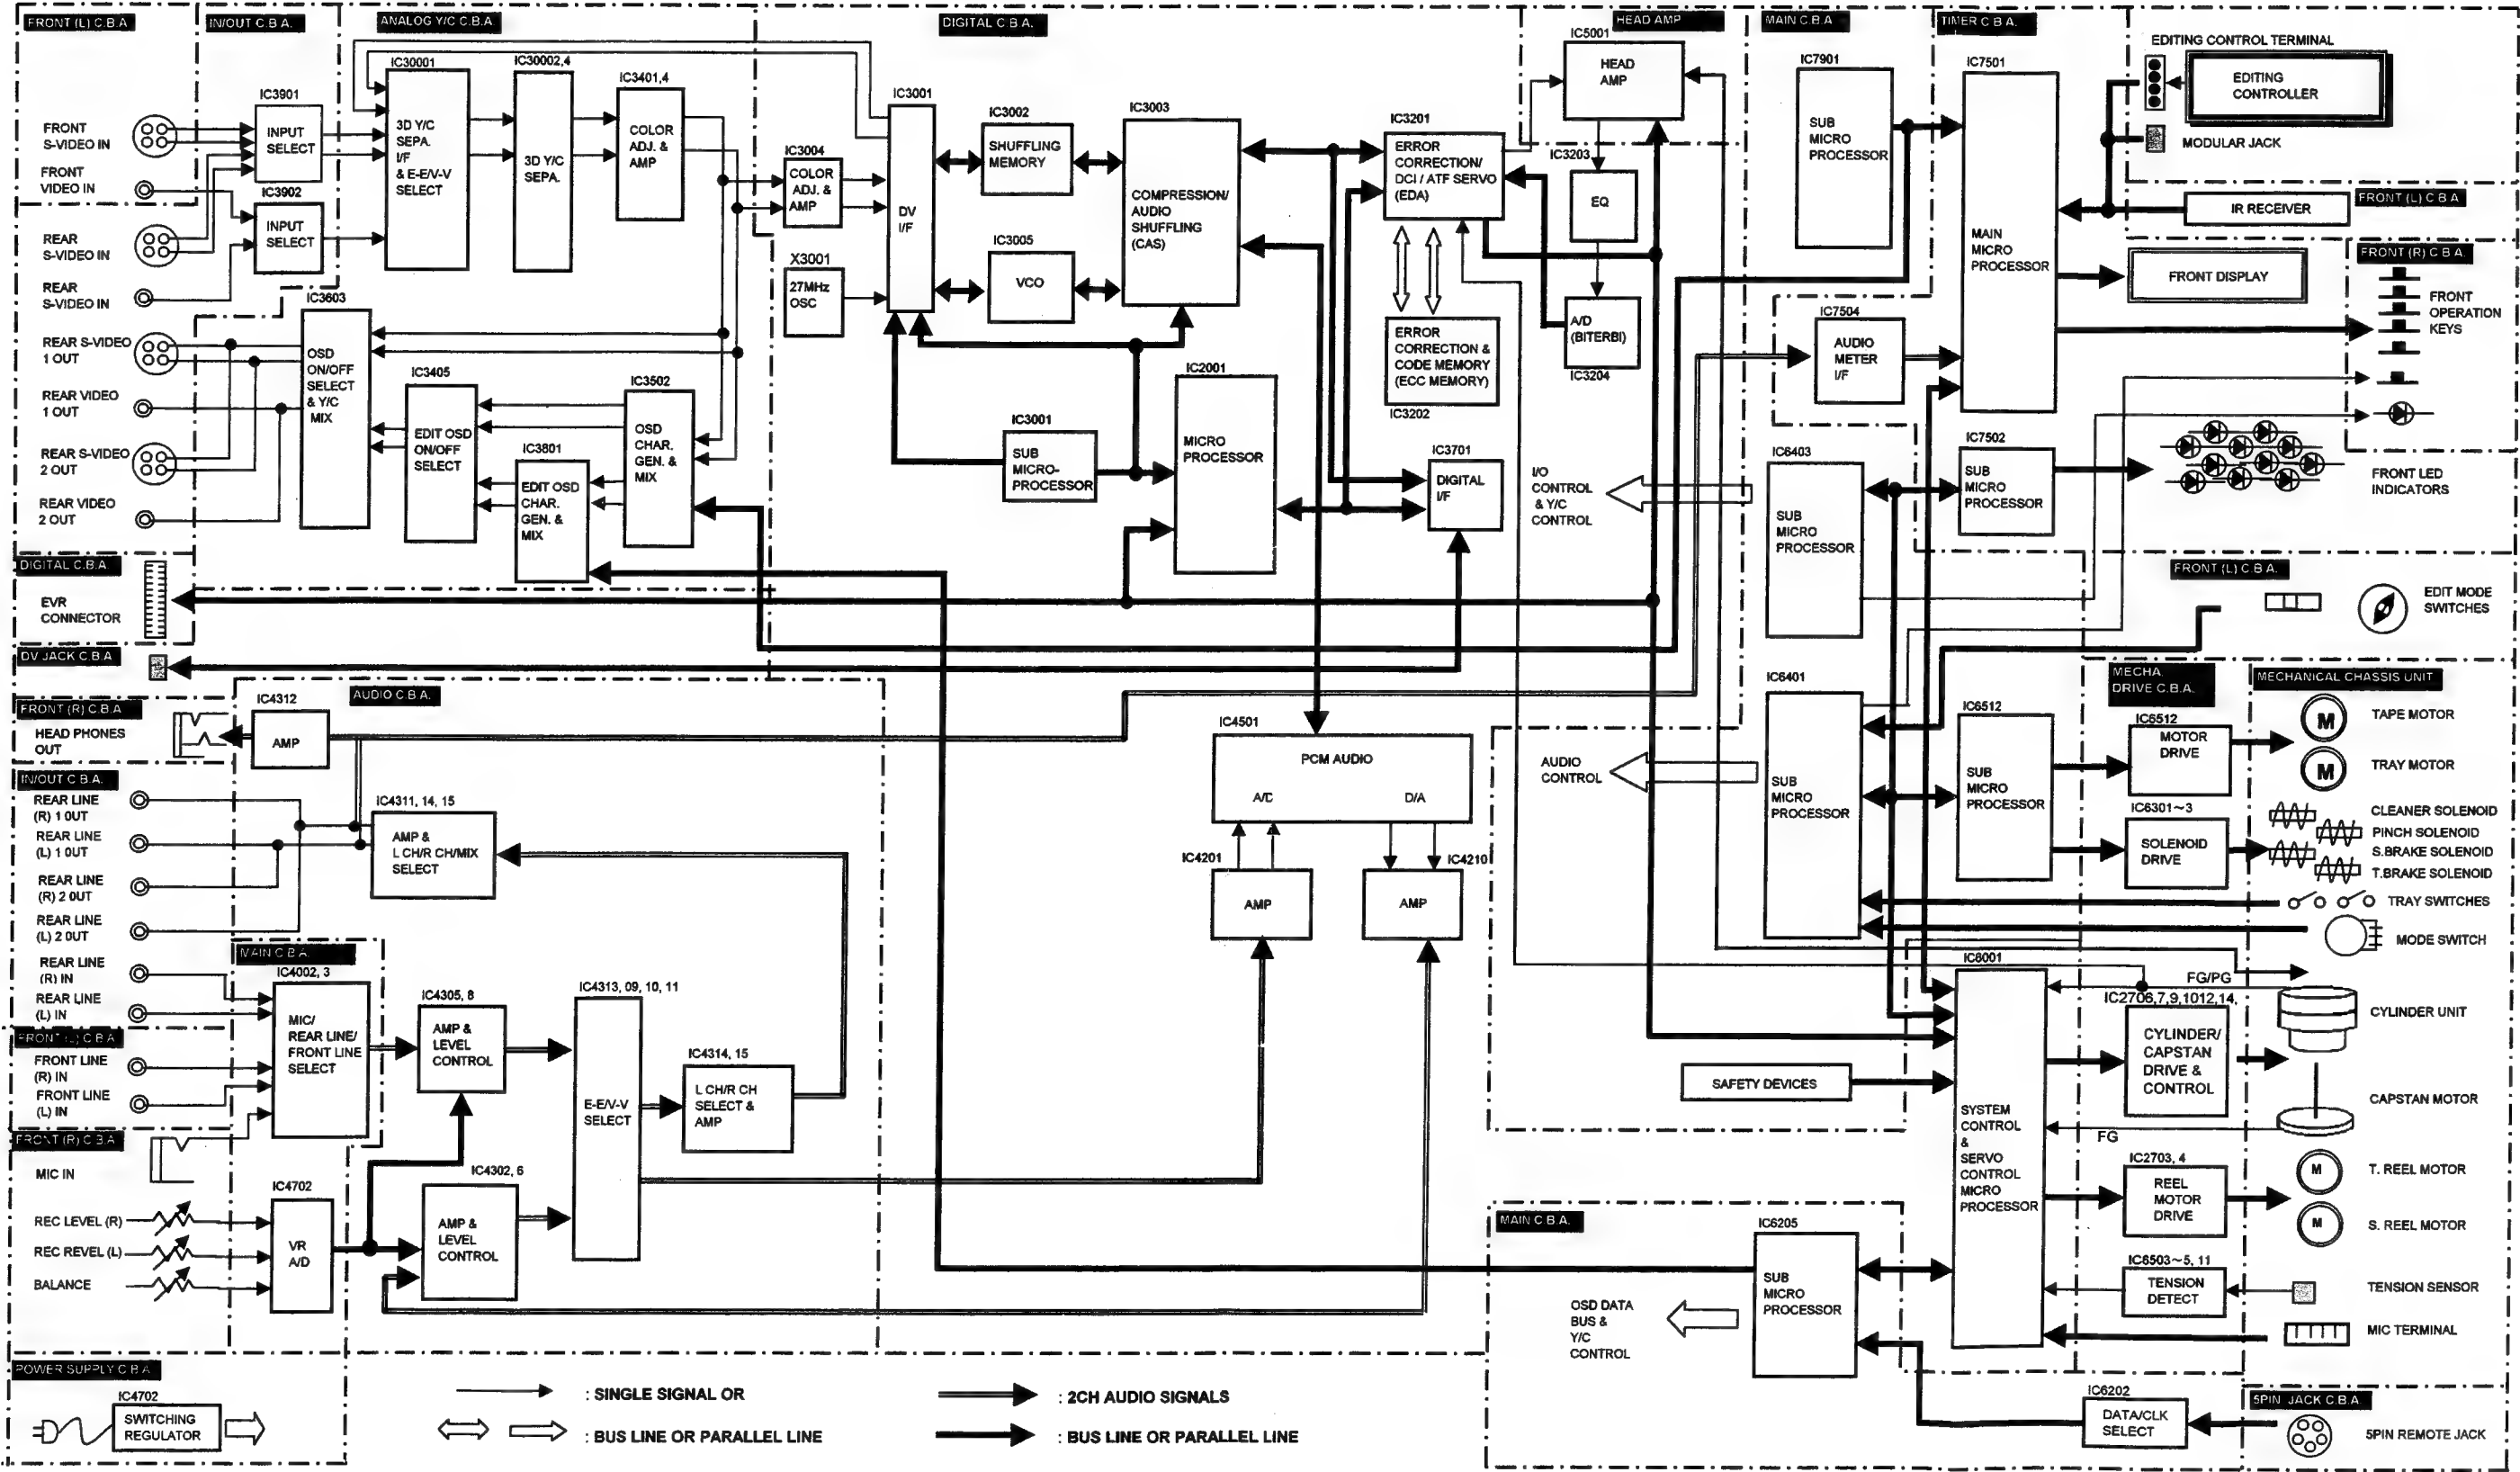 FRONT (L) C.B.A.
IN/OUT C.B.A.
ANALOG Y/C C.B.A.
DIGITAL C.B.A.
HEAD AMP
MAIN C.B.A
TIMER C B A.
FRONT
S-VIDEO IN
FRONT
VIDEO IN
REAR
S-VIDEO IN
REAR
S-VIDEO IN
REAR S-VIDEO
1 OUT
REAR VIDEO
1 OUT
REAR S-VIDEO
2 OUT
REAR VIDEO
2 OUT
IC3901
INPUT
SELECT
IC3902
INPUT
SELECT
IC3603
OSD
ON/OFF
SELECT
& Y/C
MIX
IC30001
3D Y/C
SEPA.
I/F
& E-E/V-V
SELECT
IC30002,4
3D Y/C
SEPA.
IC3401,4
COLOR
ADJ. &
AMP
IC3405
EDIT OSD
ON/OFF
SELECT
IC3801
EDIT OSD
CHAR.
GEN. &
MIX
IC3502
OSD
CHAR.
GEN. &
MIX
IC3004
COLOR
ADJ. &
AMP
X3001
27MHz
OSC
IC3001
DV
I/F
IC3002
SHUFFLING
MEMORY
IC3005
VCO
IC3003
COMPRESSION/
AUDIO
SHUFFLING
(CAS)
IC3001
SUB
MICRO-
PROCESSOR
IC2001
MICRO
PROCESSOR
IC3201
ERROR
CORRECTION/
DCI / ATF SERVO
(EDA)
ERROR
CORRECTION &
CODE MEMORY
(ECC MEMORY)
IC3202
IC3701
DIGITAL
I/F
IC5001
HEAD
AMP
IC3203
EQ
A/D
(BITERBI)
IC3204
I/O
CONTROL
& Y/C
CONTROL
IC7901
SUB
MICRO
PROCESSOR
IC7504
AUDIO
METER
I/F
IC7501
MAIN
MICRO
PROCESSOR
IC7502
SUB
MICRO
PROCESSOR
IC6403
SUB
MICRO
PROCESSOR
EDITING CONTROL TERMINAL
EDITING
CONTROLLER
MODULAR JACK
IR RECEIVER
FRONT (L) C B.A
FRONT DISPLAY
FRONT (R) C B.A.
FRONT
OPERATION
KEYS
FRONT LED
INDICATORS
FRONT (L) C.B.A.
EDIT MODE
SWITCHES
DIGITAL C.B.A.
EVR
CONNECTOR
DV JACK C.B.A.
FRONT (R) C.B.A
HEAD PHONES
OUT
AUDIO C.B.A.
IC4312
AMP
IN/OUT C B.A.
REAR LINE
(R) 1 0UT
REAR LINE
(L) 1 0UT
REAR LINE
(R) 2 0UT
REAR LINE
(L) 2 0UT
REAR LINE
(R) IN
REAR LINE
(L) IN
IC4311, 14, 15
AMP &
L CH/R CH/MIX
SELECT
MAIN C B.A.
IC4002, 3
MIC/
REAR LINE/
FRONT LINE
SELECT
FRONT (L) C B.A
FRONT LINE
(R) IN
FRONT LINE
(L) IN
FRONT (R) C B.A
MIC IN
REC LEVEL (R)
REC REVEL (L)
BALANCE
IC4702
VR
A/D
IC4305, 8
AMP &
LEVEL
CONTROL
IC4302, 6
AMP &
LEVEL
CONTROL
IC4313, 09, 10, 11
E-E/V-V
SELECT
IC4314, 15
L CH/R CH
SELECT &
AMP
IC4501
PCM AUDIO
A/D
D/A
IC4201
AMP
IC4210
AMP
AUDIO
CONTROL
IC6401
SUB
MICRO
PROCESSOR
IC6512
SUB
MICRO
PROCESSOR
MECHA.
DRIVE C.B.A.
IC6512
MOTOR
DRIVE
IC6301~3
SOLENOID
DRIVE
MECHANICAL CHASSIS UNIT
M
TAPE MOTOR
M
TRAY MOTOR
CLEANER SOLENOID
PINCH SOLENOID
S.BRAKE SOLENOID
T.BRAKE SOLENOID
TRAY SWITCHES
MODE SWITCH
IC6001
SYSTEM
CONTROL
&
SERVO
CONTROL
MICRO
PROCESSOR
SAFETY DEVICES
FG/PG
IC2706,7,9,1012,14,
CYLINDER/
CAPSTAN
DRIVE &
CONTROL
CYLINDER UNIT
CAPSTAN MOTOR
FG
IC2703, 4
REEL
MOTOR
DRIVE
M
T. REEL MOTOR
M
S. REEL MOTOR
IC6503~5, 11
TENSION
DETECT
TENSION SENSOR
MIC TERMINAL
MAIN C B.A.
IC6205
SUB
MICRO
PROCESSOR
OSD DATA
BUS &
Y/C
CONTROL
IC6202
DATA/CLK
SELECT
5PIN JACK C.B.A.
5PIN REMOTE JACK
POWER SUPPLY C B A.
IC4702
SWITCHING
REGULATOR
: SINGLE SIGNAL OR
: BUS LINE OR PARALLEL LINE
: 2CH AUDIO SIGNALS
: BUS LINE OR PARALLEL LINE